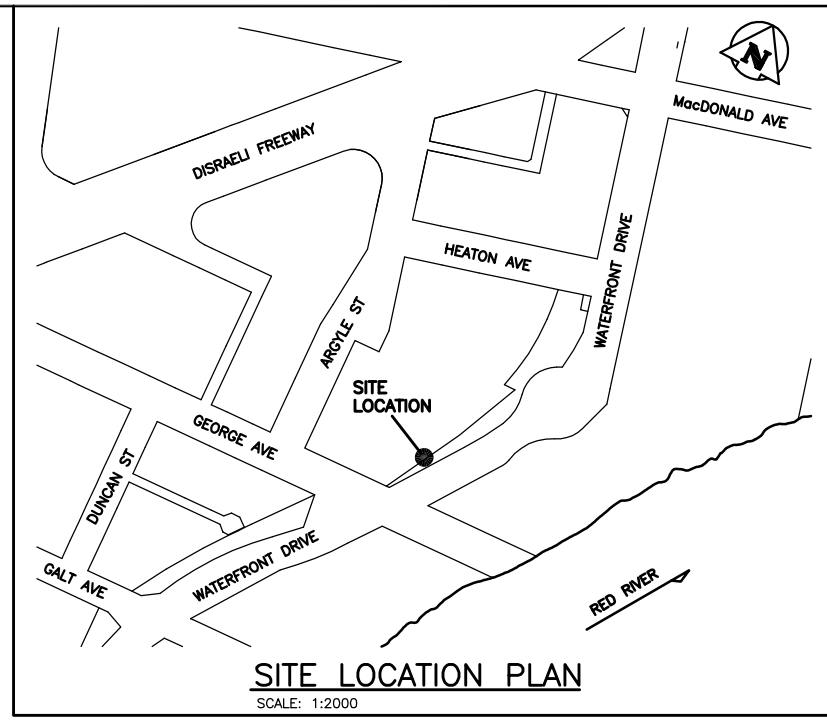 N
MacDONALD AVE
DISRAELI FREEWAY
HEATON AVE
WATERFRONT DRIVE
ARGYLE ST
SITE
LOCATION
GEORGE AVE
DUNCAN ST
WATERFRONT DRIVE
GALT AVE
RED RIVER
SITE LOCATION PLAN
SCALE: 1:2000